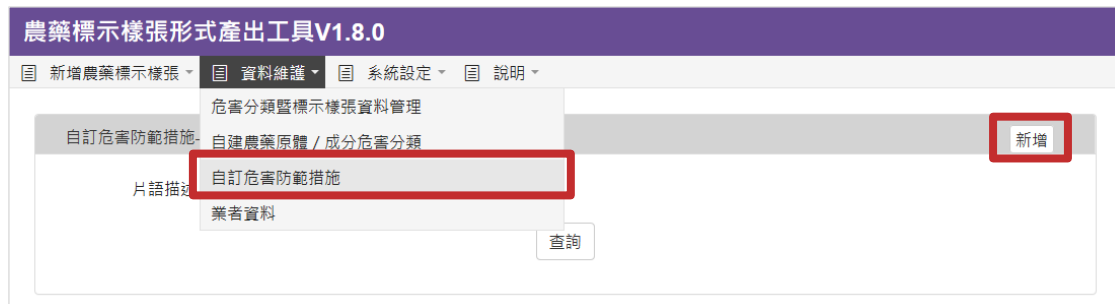 農藥標示樣張形式產出工具V1.8.0
新增農藥標示樣張 資料維護 系統設定 說明
危害分類暨標示樣張資料管理
自訂危害防範措施 新增
自建農藥原體 / 成分危害分類
自訂危害防範措施
片語描述
業者資料
查詢